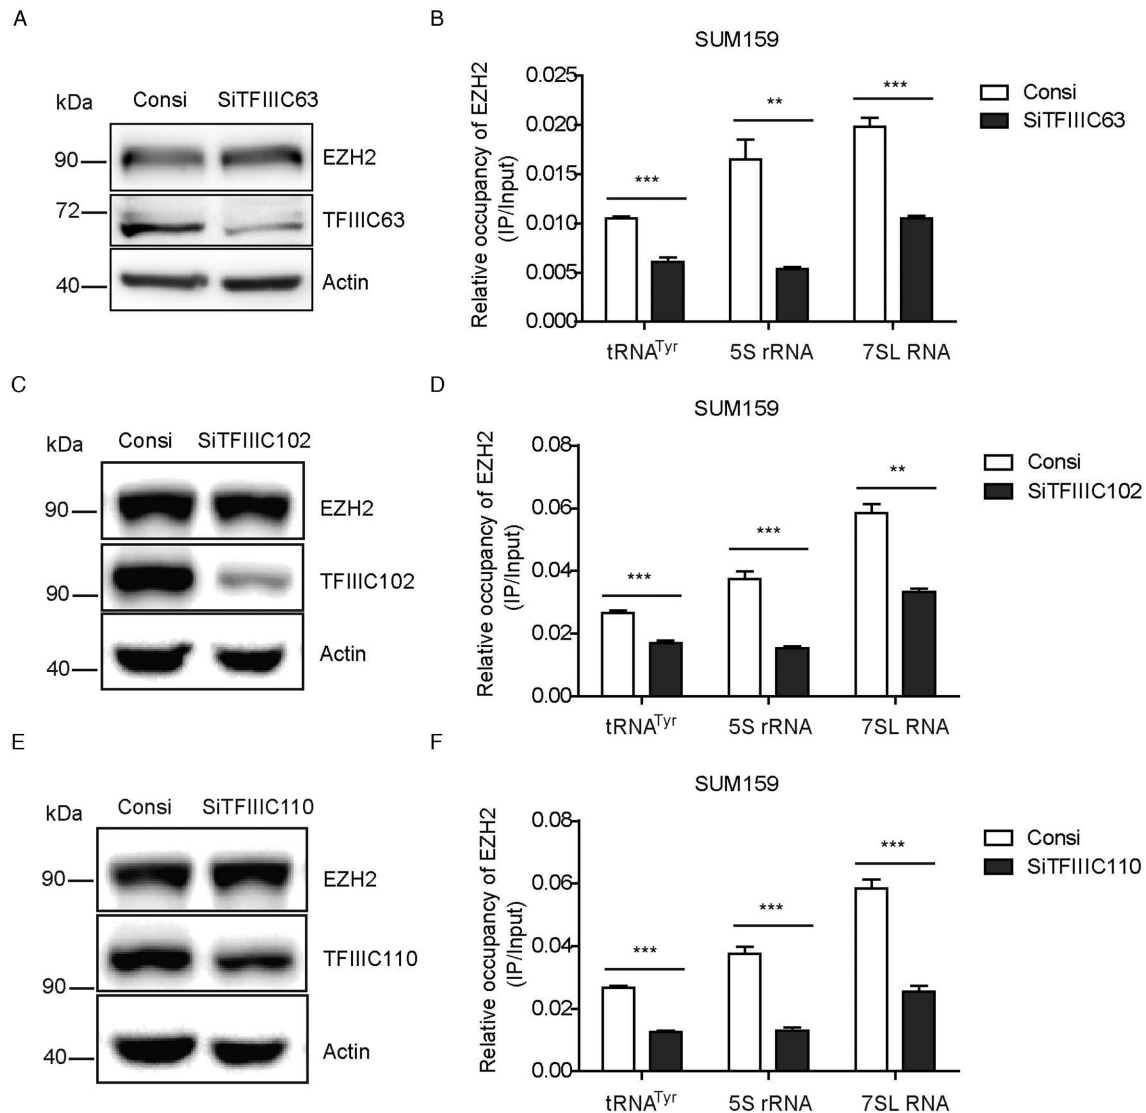 A
kDa
Consi SiTFIIIC63
90 EZH2
72 TFIIIC63
40 Actin
B
SUM159
Relative occupancy of EZH2
(IP/Input)
0.025
0.020
0.015
0.010
0.005
0.000
***
**
***
tRNATyr 5S rRNA 7SL RNA
Consi
SiTFIIIC63
C
kDa
Consi SiTFIIIC102
90 EZH2
90 TFIIIC102
40 Actin
D
SUM159
Relative occupancy of EZH2
(IP/Input)
0.08
0.06
0.04
0.02
0.00
***
***
**
tRNATyr 5S rRNA 7SL RNA
Consi
SiTFIIIC102
E
kDa
Consi SiTFIIIC110
90 EZH2
TFIIIC110
90
40 Actin
F
SUM159
Relative occupancy of EZH2
(IP/Input)
0.08
0.06
0.04
0.02
0.00
***
***
***
tRNATyr 5S rRNA 7SL RNA
Consi
SiTFIIIC110